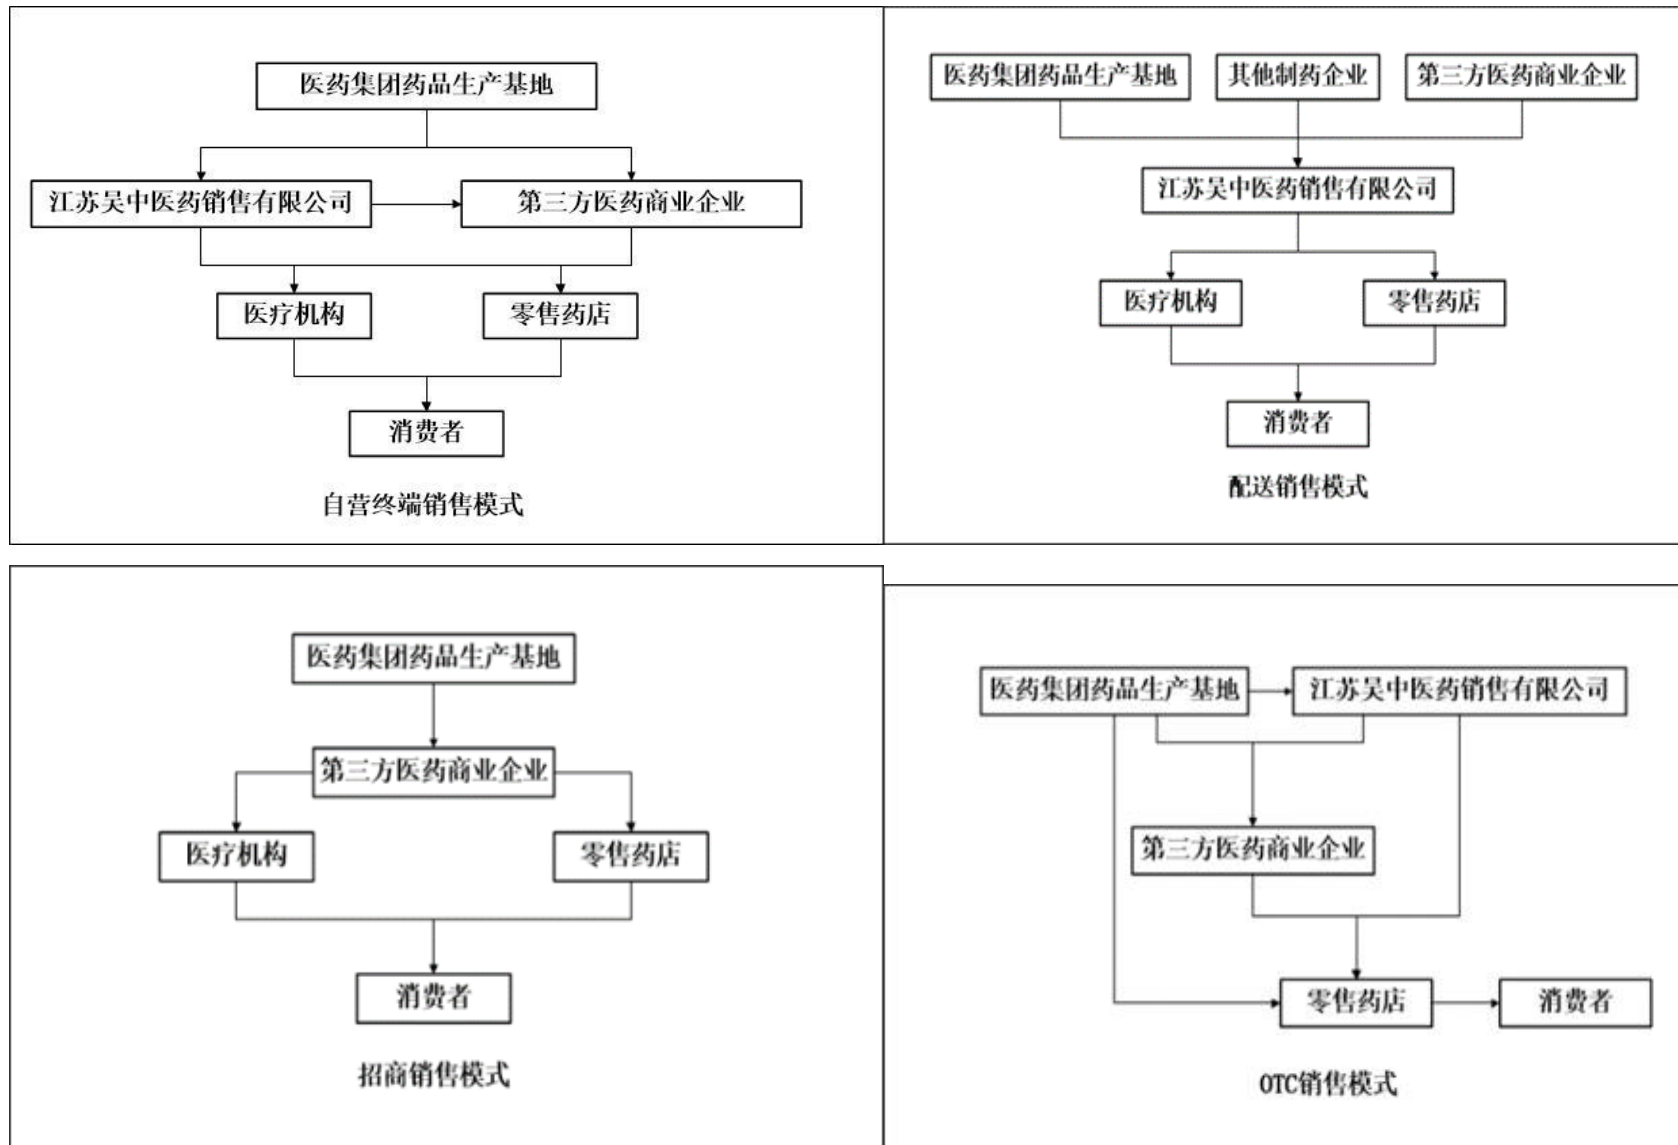 医药集团药品生产基地
江苏吴中医药销售有限公司
第三方医药商业企业
医疗机构
零售药店
消费者
自营终端销售模式
医药集团药品生产基地
其他制药企业
第三方医药商业企业
江苏吴中医药销售有限公司
医疗机构
零售药店
消费者
配送销售模式
医药集团药品生产基地
第三方医药商业企业
医疗机构
零售药店
消费者
招商销售模式
医药集团药品生产基地
江苏吴中医药销售有限公司
第三方医药商业企业
零售药店
消费者
OTC销售模式